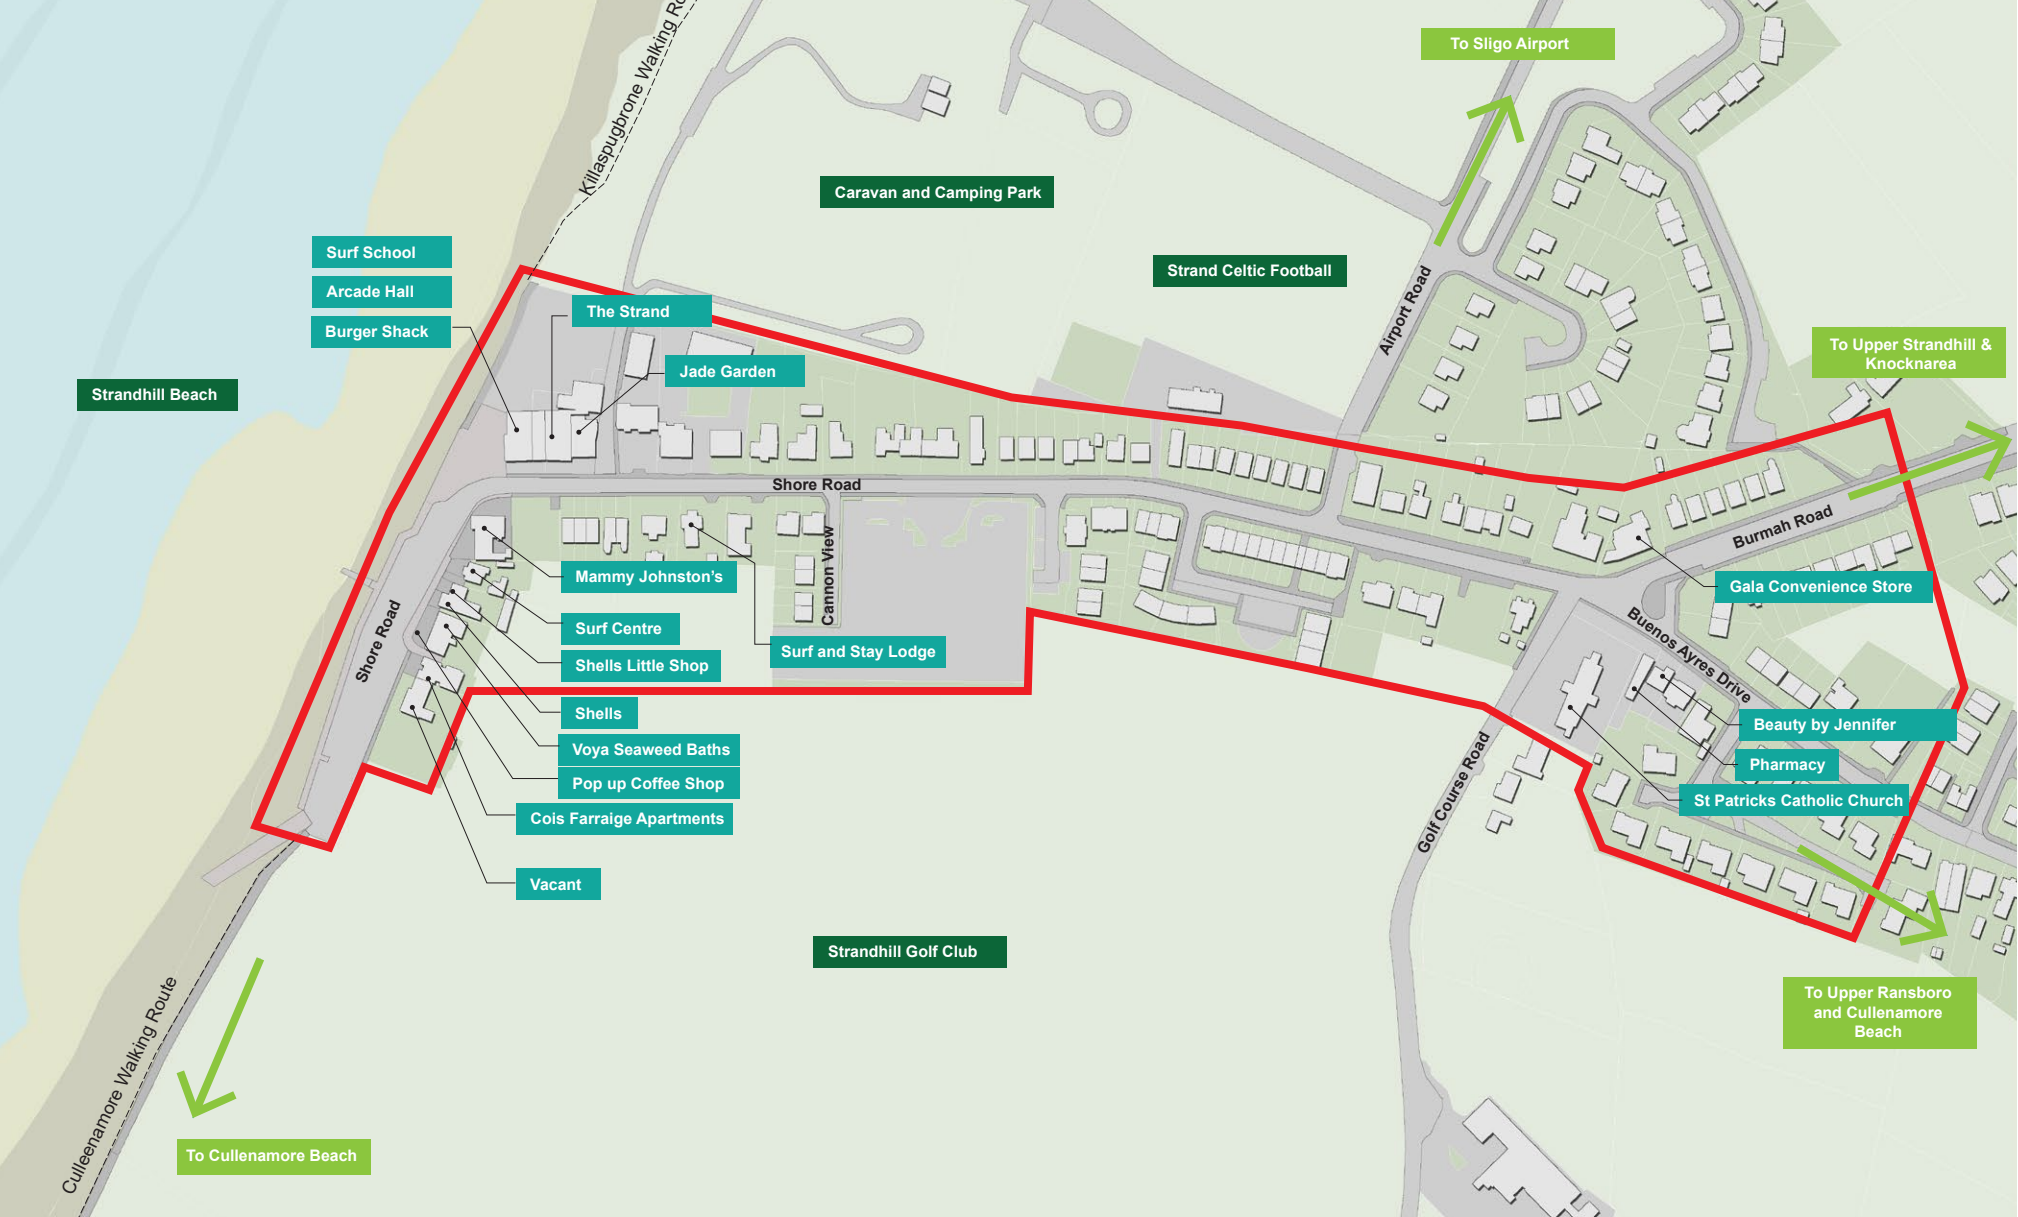 Killaspugbrone Walking Ro
To Sligo Airport
Caravan and Camping Park
Surf School
Arcade Hall
Burger Shack
The Strand
Strand Celtic Football
Airport Road
To Upper Strandhill &
Knocknarea
Jade Garden
Strandhill Beach
Shore Road
Burmah Road
Cannon View
Mammy Johnston's
Gala Convenience Store
Surf Centre
Shore Road
Surf and Stay Lodge
Buenos Ayres Drive
Shells Little Shop
Shells
Beauty by Jennifer
Voya Seaweed Baths
Pharmacy
Pop up Coffee Shop
St Patricks Catholic Church
Golf Course Road
Cois Farraige Apartments
Vacant
Strandhill Golf Club
To Upper Ransboro
and Cullenamore
Beach
Culleenamore Walking Route
To Cullenamore Beach